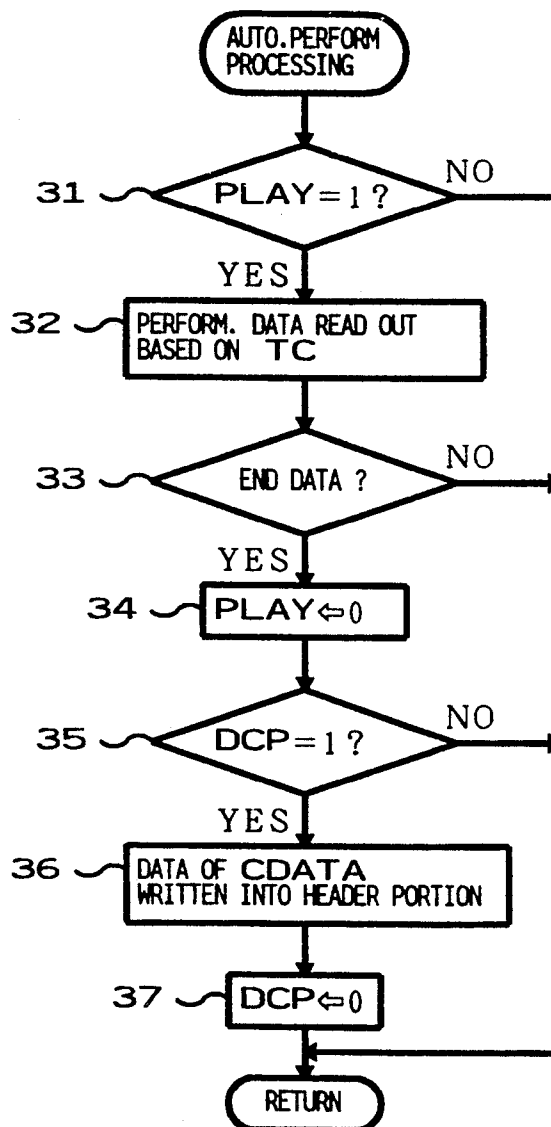 AUTO.PERFORM
PROCESSING
31
PLAY=1?
NO
YES
32
PERFORM. DATA READ OUT
BASED ON TC
33
END DATA ?
NO
YES
34
PLAY⇦0
35
DCP=1?
NO
YES
36
DATA OF CDATA
WRITTEN INTO HEADER PORTION
37
DCP⇦0
RETURN